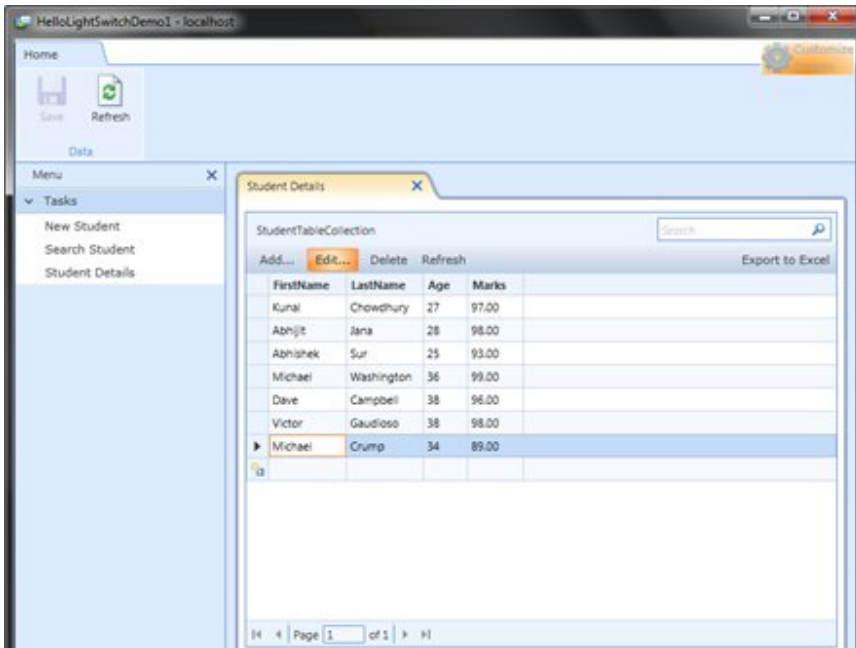 HelloLightSwitchDemo1 - localhost
Home
Customize
Save Refresh
Data
Menu
Tasks
New Student
Search Student
Student Details
Student Details
StudentTableCollection
Search
Add... Edit... Delete Refresh Export to Excel
FirstName LastName Age Marks
Kunal Chowdhury 27 97.00
Abhijit Jana 28 98.00
Abhishek Sur 25 93.00
Michael Washington 36 99.00
Dave Campbell 38 96.00
Victor Gaudioso 38 98.00
Michael Crump 34 89.00
Page 1 of 1